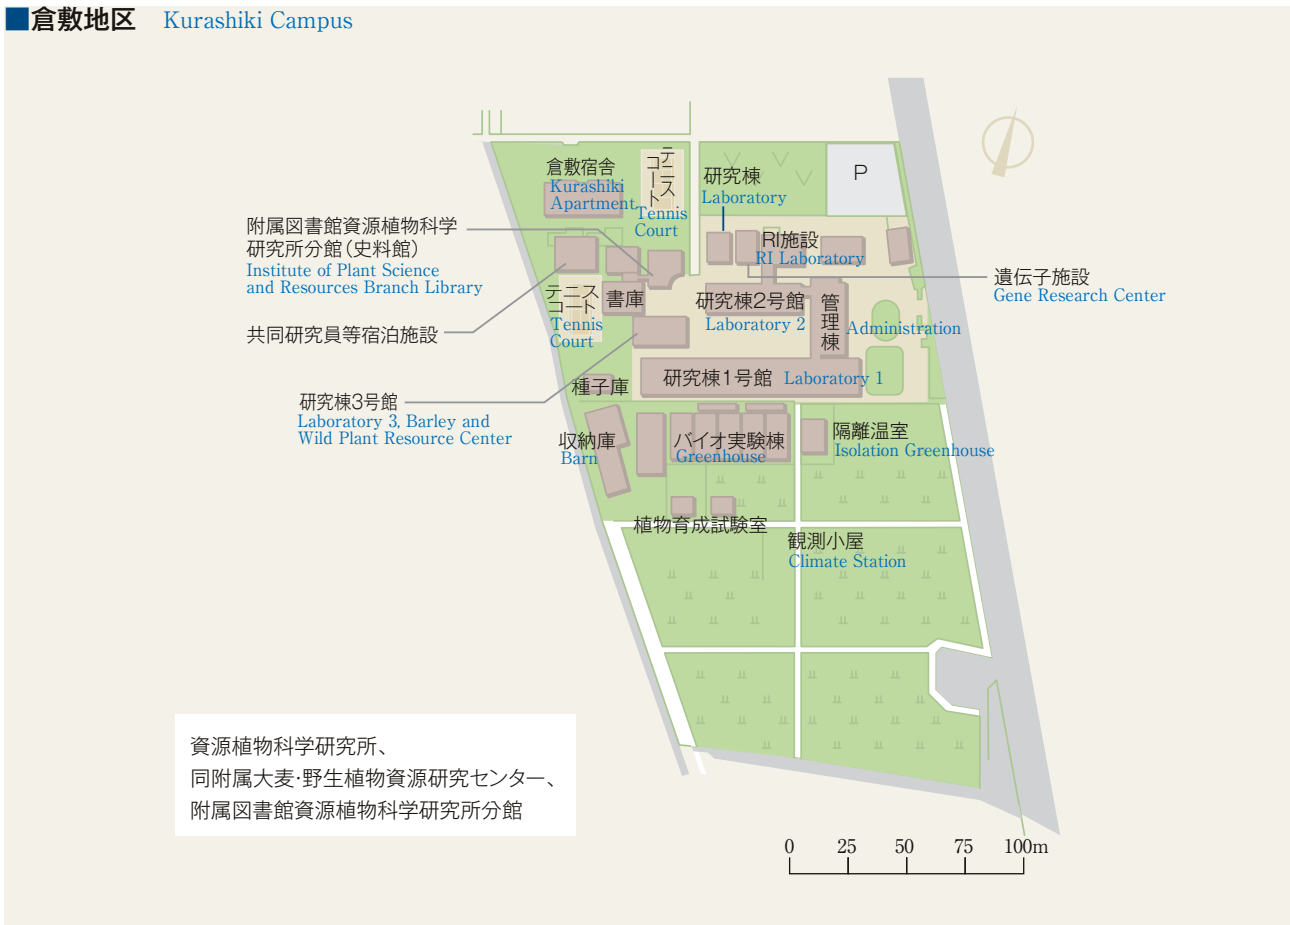 ■倉敷地区 Kurashiki Campus
倉敷宿舎
Kurashiki
Apartment
テニス
コート
Tennis
Court
研究棟
Laboratory
P
附属図書館資源植物科学
研究所分館(史料館)
Institute of Plant Science
and Resources Branch Library
RI施設
RI Laboratory
遺伝子施設
Gene Research Center
テニス
コート
Tennis
Court
書庫
研究棟2号館
Laboratory 2
管理棟
Administration
共同研究員等宿泊施設
研究棟1号館 Laboratory 1
種子庫
研究棟3号館
Laboratory 3, Barley and
Wild Plant Resource Center
収納庫
Barn
バイオ実験棟
Greenhouse
隔離温室
Isolation Greenhouse
植物育成試験室
観測小屋
Climate Station
資源植物科学研究所、
同附属大麦・野生植物資源研究センター、
附属図書館資源植物科学研究所分館
0 25 50 75 100m